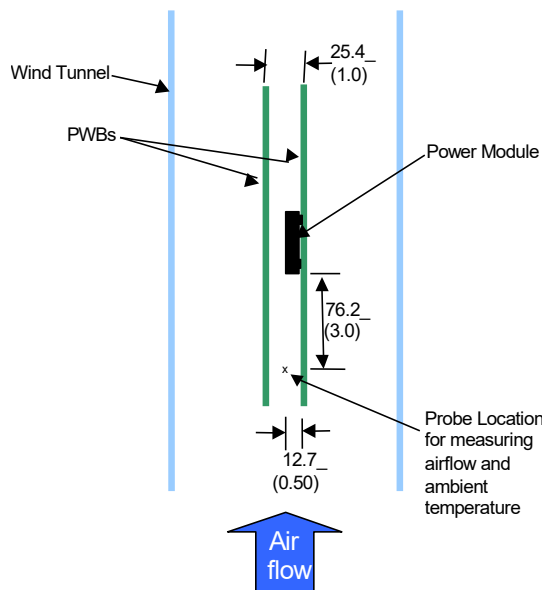 25.4_
(1.0)
Wind Tunnel
PWBs
Power Module
76.2_
(3.0)
x
Probe Location
for measuring
airflow and
ambient
temperature
12.7_
(0.50)
Air
flow